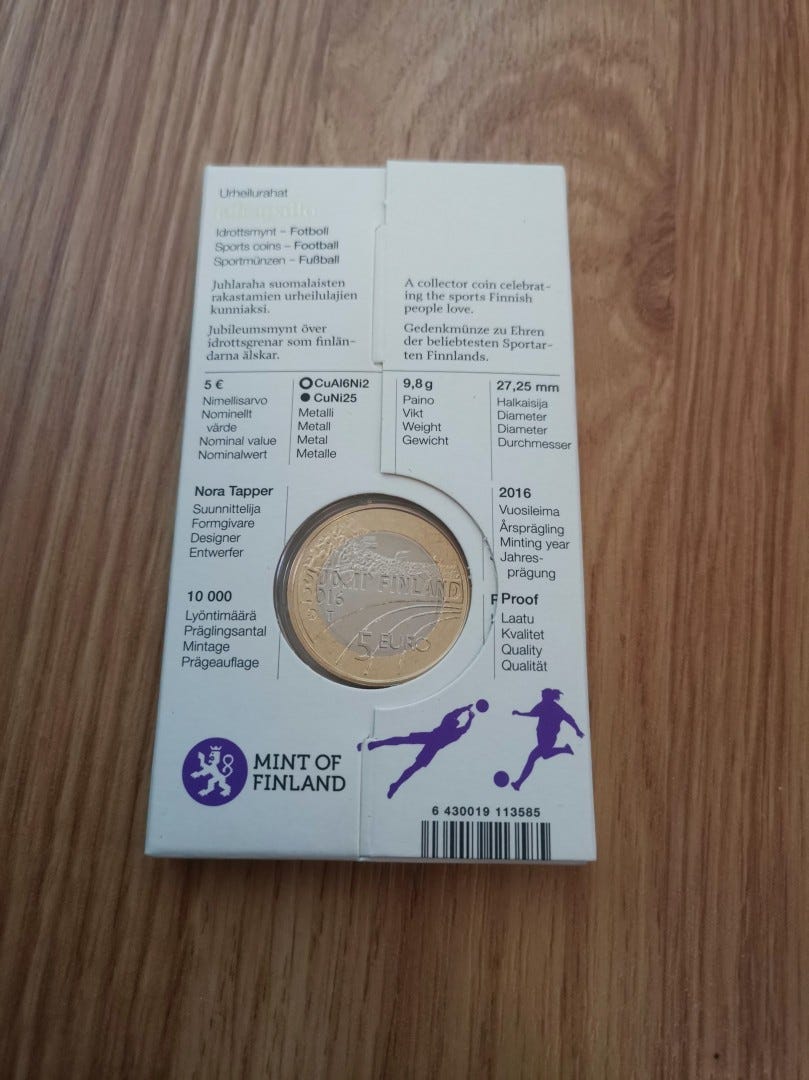 Urheilurahat
Jalkapallo
Idrottsmynt – Fotboll
Sports coins – Football
Sportmünzen – Fußball
Juhlaraha suomalaisten
rakastamien urheilulajien
kunniaksi.
Jubileumsmynt över
idrottsgrenar som finlän-
darna älskar.
A collector coin celebrat-
ing the sports Finnish
people love.
Gedenkmünze zu Ehren
der beliebtesten Sportar-
ten Finnlands.
5 €
Nimellisarvo
Nominellt
värde
Nominal value
Nominalwert
CuAl6Ni2
CuNi25
Metalli
Metall
Metal
Metalle
9,8 g
Paino
Vikt
Weight
Gewicht
27,25 mm
Halkaisija
Diameter
Diameter
Durchmesser
Nora Tapper
Suunnittelija
Formgivare
Designer
Entwerfer
2016
Vuosileima
Årsprägling
Minting year
Jahres-
prägung
10 000
Lyöntimäärä
Präglingsantal
Mintage
Prägeauflage
Proof
Laatu
Kvalitet
Quality
Qualität
SUOMI FINLAND
2016
5 EURO
MINT OF
FINLAND
6 430019 113585